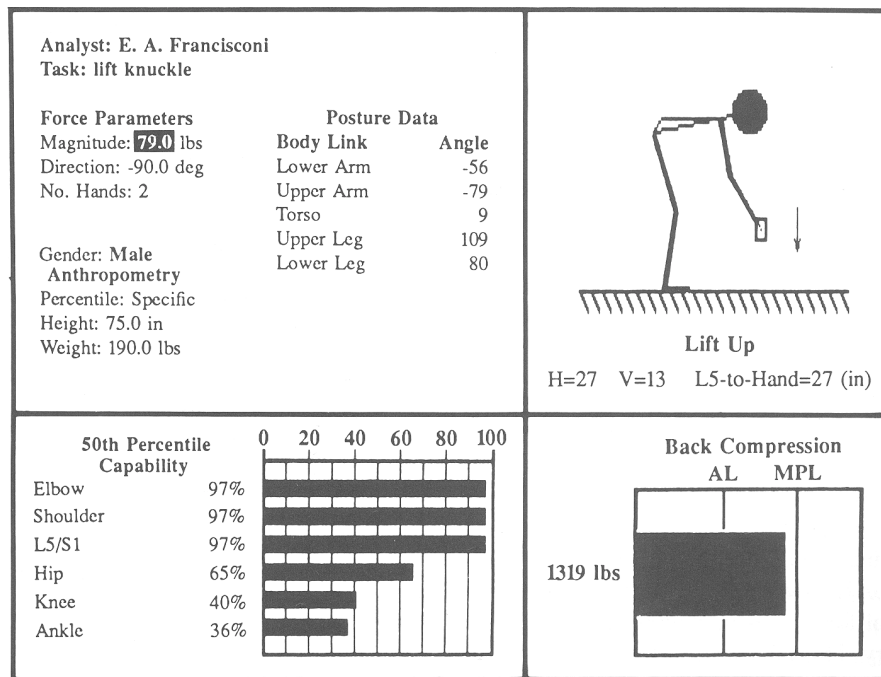 Analyst: E. A. Francisconi
Task: lift knuckle
Force Parameters
Magnitude: 79.0 lbs
Direction: -90.0 deg
No. Hands: 2
Posture Data
Body Link Angle
Lower Arm -56
Upper Arm -79
Torso 9
Upper Leg 109
Lower Leg 80
Gender: Male
Anthropometry
Percentile: Specific
Height: 75.0 in
Weight: 190.0 lbs
Lift Up
H=27 V=13 L5-to-Hand=27 (in)
50th Percentile
Capability
0 20 40 60 80 100
Elbow 97%
Shoulder 97%
L5/S1 97%
Hip 65%
Knee 40%
Ankle 36%
Back Compression
AL MPL
1319 lbs